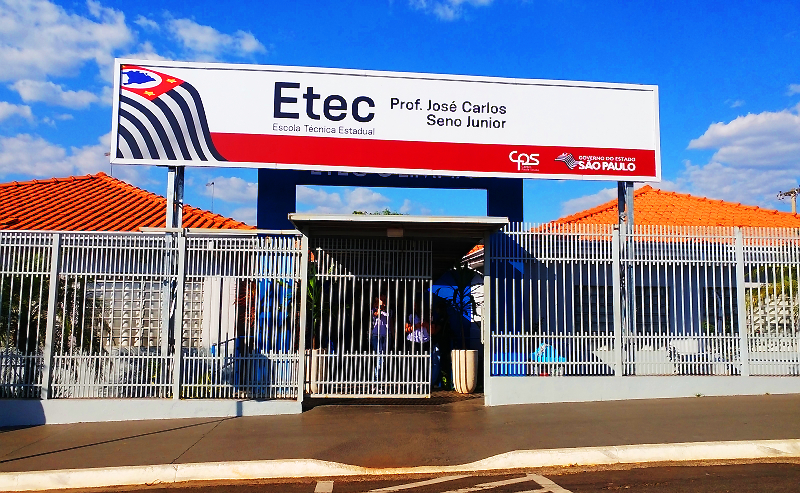 Etec
Escola Técnica Estadual
Prof. José Carlos
Seno Junior
cps
GOVERNO DO ESTADO
SÃO PAULO